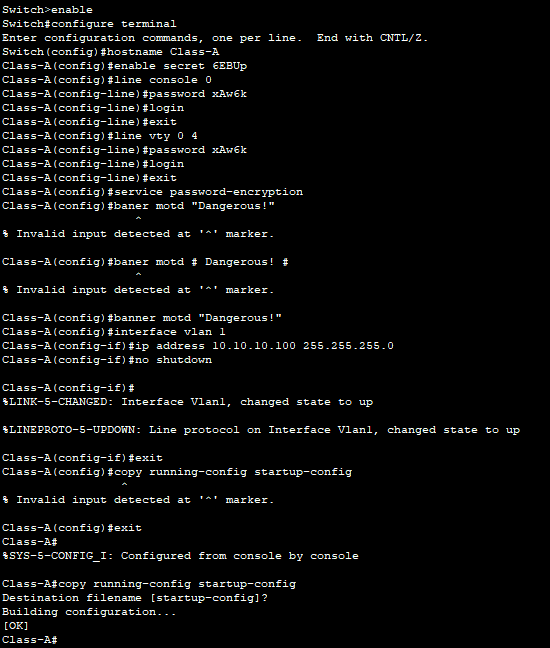 Switch>enable
Switch#configure terminal
Enter configuration commands, one per line.  End with CNTL/Z.
Switch(config)#hostname Class-A
Class-A(config)#enable secret 6EBUp
Class-A(config)#line console 0
Class-A(config-line)#password xAw6k
Class-A(config-line)#login
Class-A(config-line)#exit
Class-A(config)#line vty 0 4
Class-A(config-line)#password xAw6k
Class-A(config-line)#login
Class-A(config-line)#exit
Class-A(config)#service password-encryption
Class-A(config)#baner motd "Dangerous!"
                   ^
% Invalid input detected at '^' marker.

Class-A(config)#baner motd # Dangerous! #
                   ^
% Invalid input detected at '^' marker.

Class-A(config)#banner motd "Dangerous!"
Class-A(config)#interface vlan 1
Class-A(config-if)#ip address 10.10.10.100 255.255.255.0
Class-A(config-if)#no shutdown

Class-A(config-if)#
%LINK-5-CHANGED: Interface Vlan1, changed state to up

%LINEPROTO-5-UPDOWN: Line protocol on Interface Vlan1, changed state to up

Class-A(config-if)#exit
Class-A(config)#copy running-config startup-config
                 ^
% Invalid input detected at '^' marker.

Class-A(config)#exit
Class-A#
%SYS-5-CONFIG_I: Configured from console by console

Class-A#copy running-config startup-config
Destination filename [startup-config]?
Building configuration...
[OK]
Class-A#